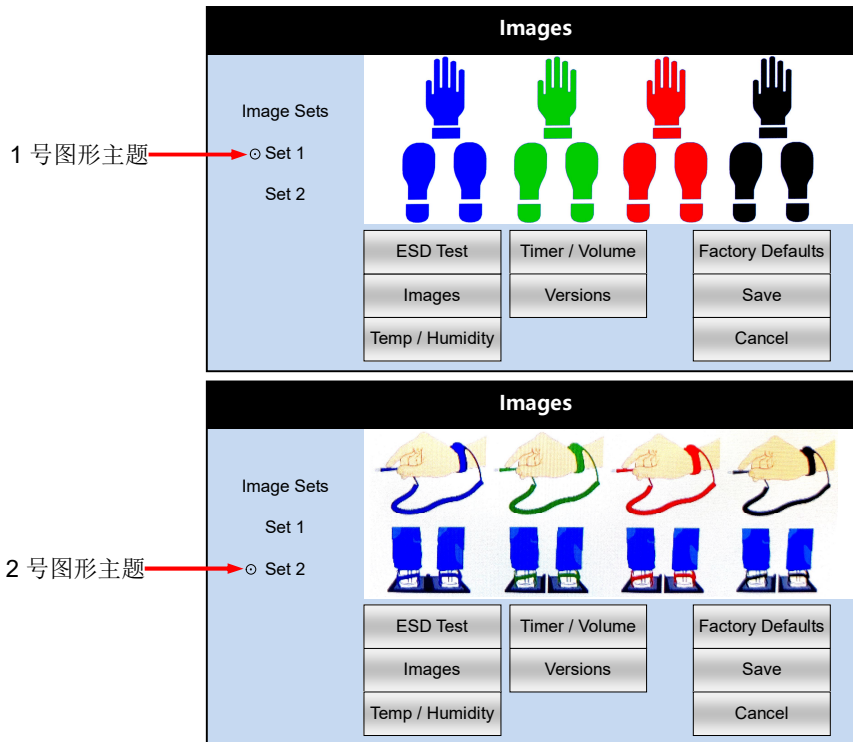 Images
Image Sets
1 号图形主题
⊙ Set 1
Set 2
ESD Test
Timer / Volume
Factory Defaults
Images
Versions
Save
Temp / Humidity
Cancel
Images
Image Sets
Set 1
2 号图形主题
⊙ Set 2
ESD Test
Timer / Volume
Factory Defaults
Images
Versions
Save
Temp / Humidity
Cancel